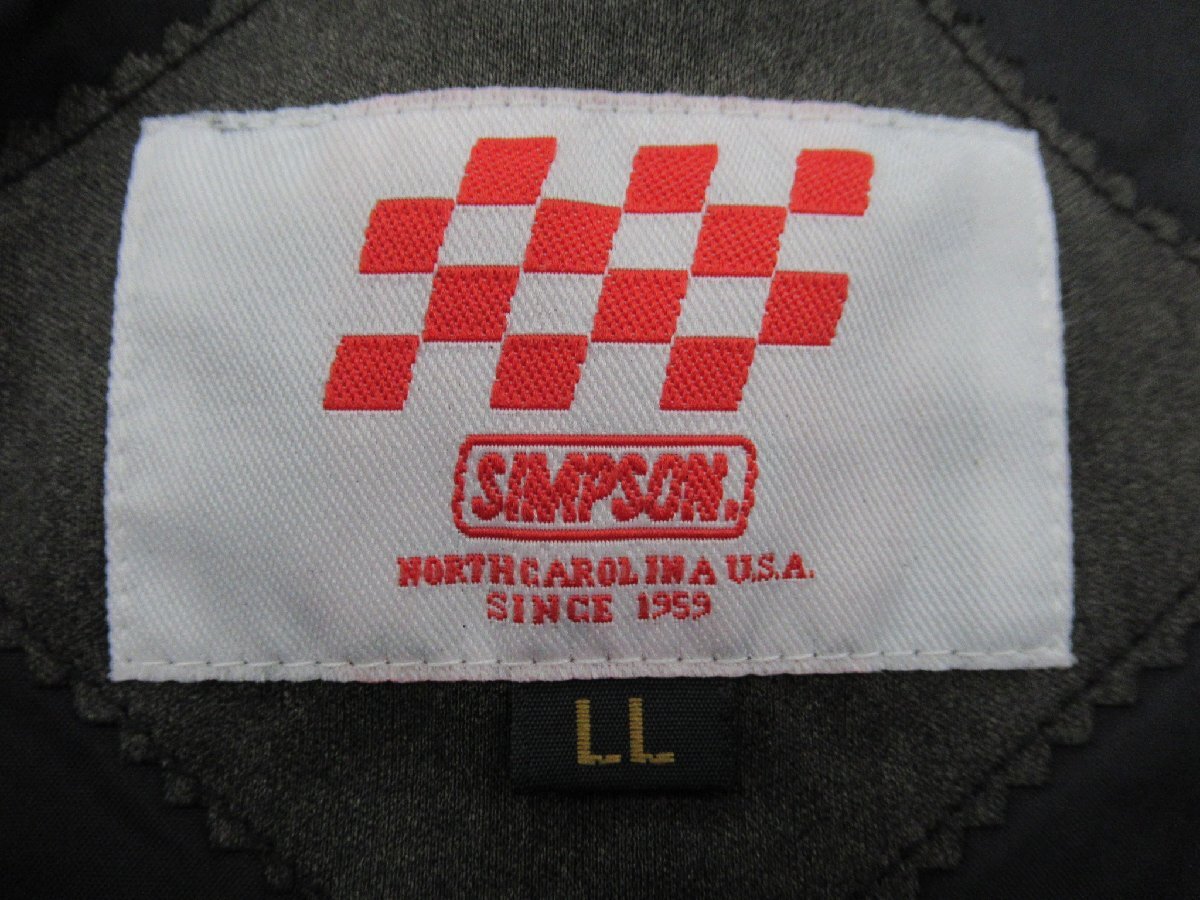 SIMPSON.
NORTH CAROLINA U.S.A.
SINCE 1959
LL